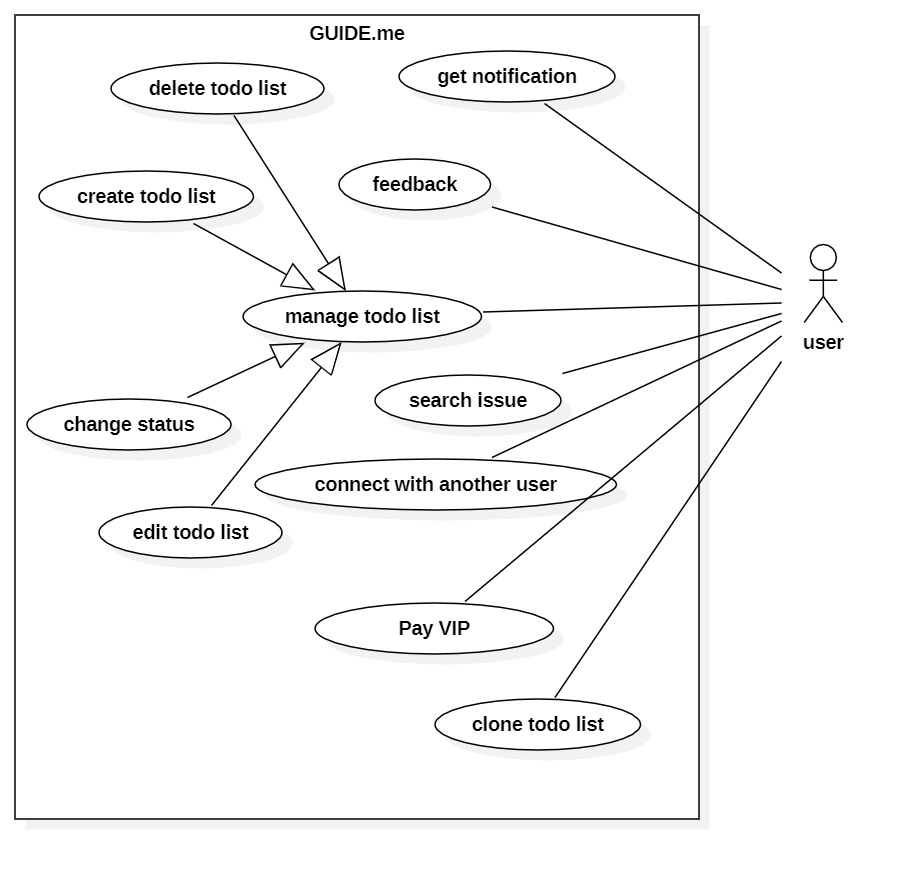 GUIDE.me
delete todo list
get notification
create todo list
feedback
manage todo list
user
search issue
change status
connect with another user
edit todo list
Pay VIP
clone todo list